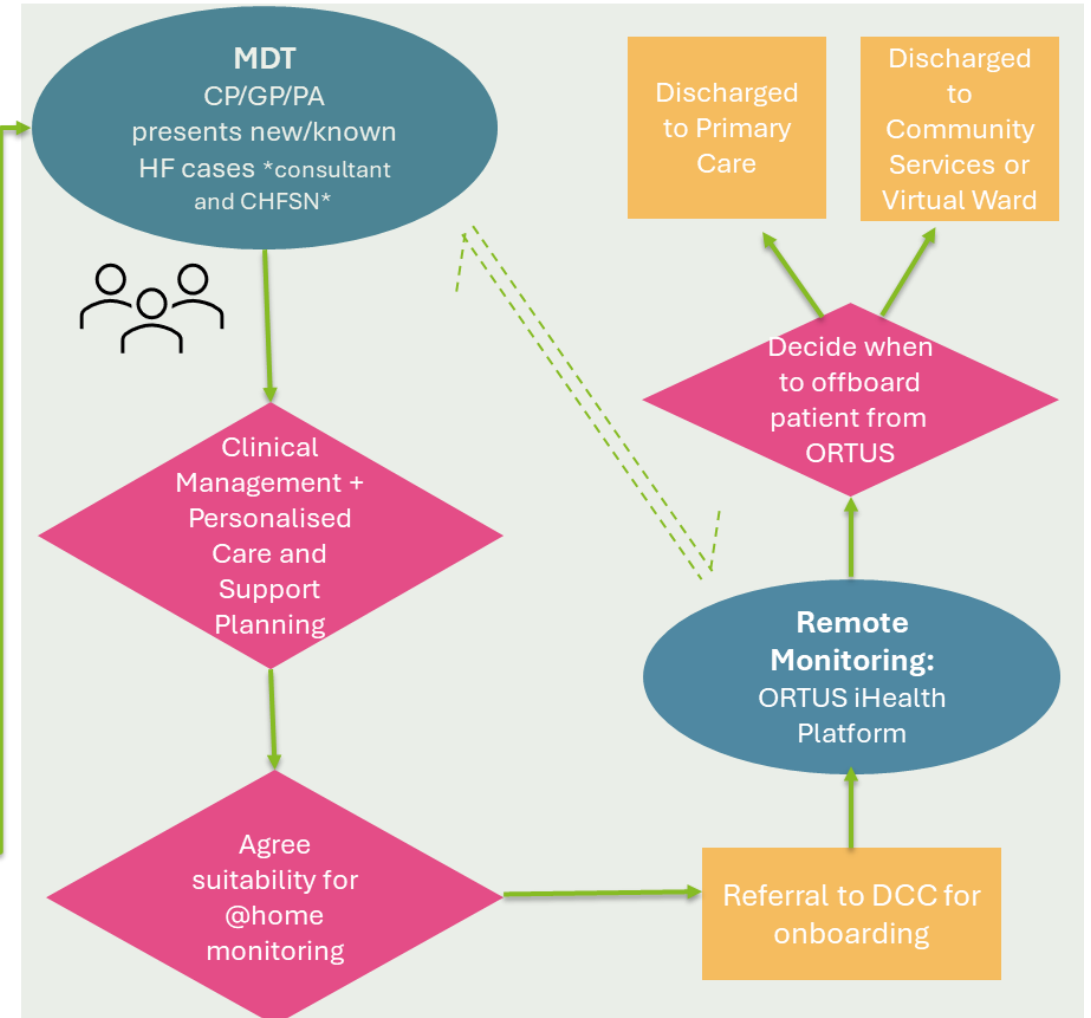 MDT
CP/GP/PA
presents new/known
HF cases *consultant
and CHFSN*
Clinical
Management +
Personalised
Care and
Support
Planning
Agree
suitability for
@home
monitoring
Referral to DCC for
onboarding
Remote
Monitoring:
ORTUS iHealth
Platform
Decide when
to offboard
patient from
ORTUS
Discharged
to Primary
Care
Discharged
to
Community
Services or
Virtual Ward